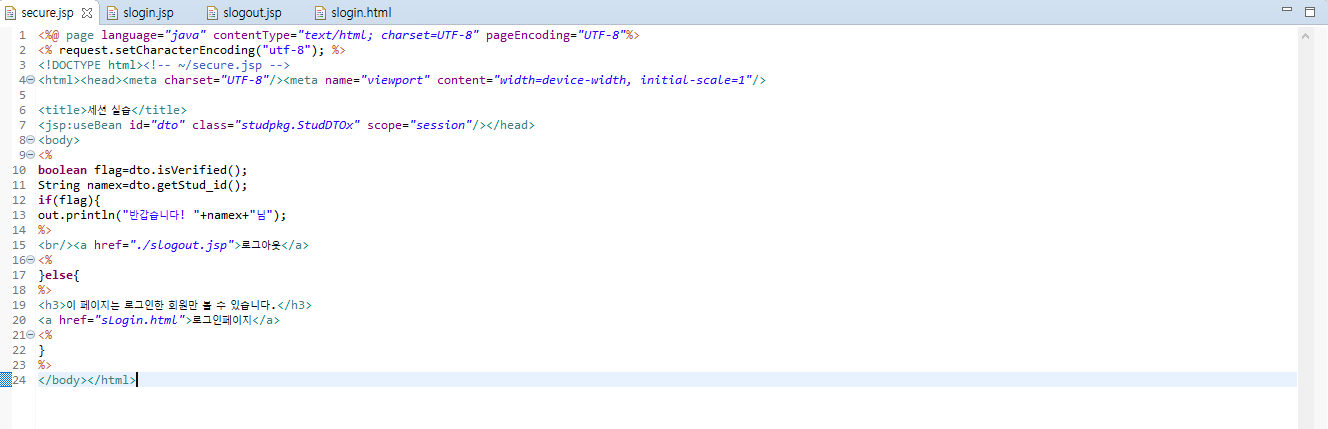 secure.jsp slogin.jsp slogout.jsp slogin.html
1 <%@ page language="java" contentType="text/html; charset=UTF-8" pageEncoding="UTF-8"%>
2 <% request.setCharacterEncoding("utf-8"); %>
3 <!DOCTYPE html><!-- ~/secure.jsp -->
4 <html><head><meta charset="UTF-8"/><meta name="viewport" content="width=device-width, initial-scale=1"/>
5
6 <title>세션 실습</title>
7 <jsp:useBean id="dto" class="studpkg.StudDTOx" scope="session"/></head>
8 <body>
9 <%
10 boolean flag=dto.isVerified();
11 String namex=dto.getStud_id();
12 if(flag){
13 out.println("반갑습니다! "+namex+"님");
14 %>
15 <br/><a href="./slogout.jsp">로그아웃</a>
16 <%
17 }else{
18 %>
19 <h3>이 페이지는 로그인한 회원만 볼 수 있습니다.</h3>
20 <a href="sLogin.html">로그인페이지</a>
21 <%
22 }
23 %>
24 </body></html>